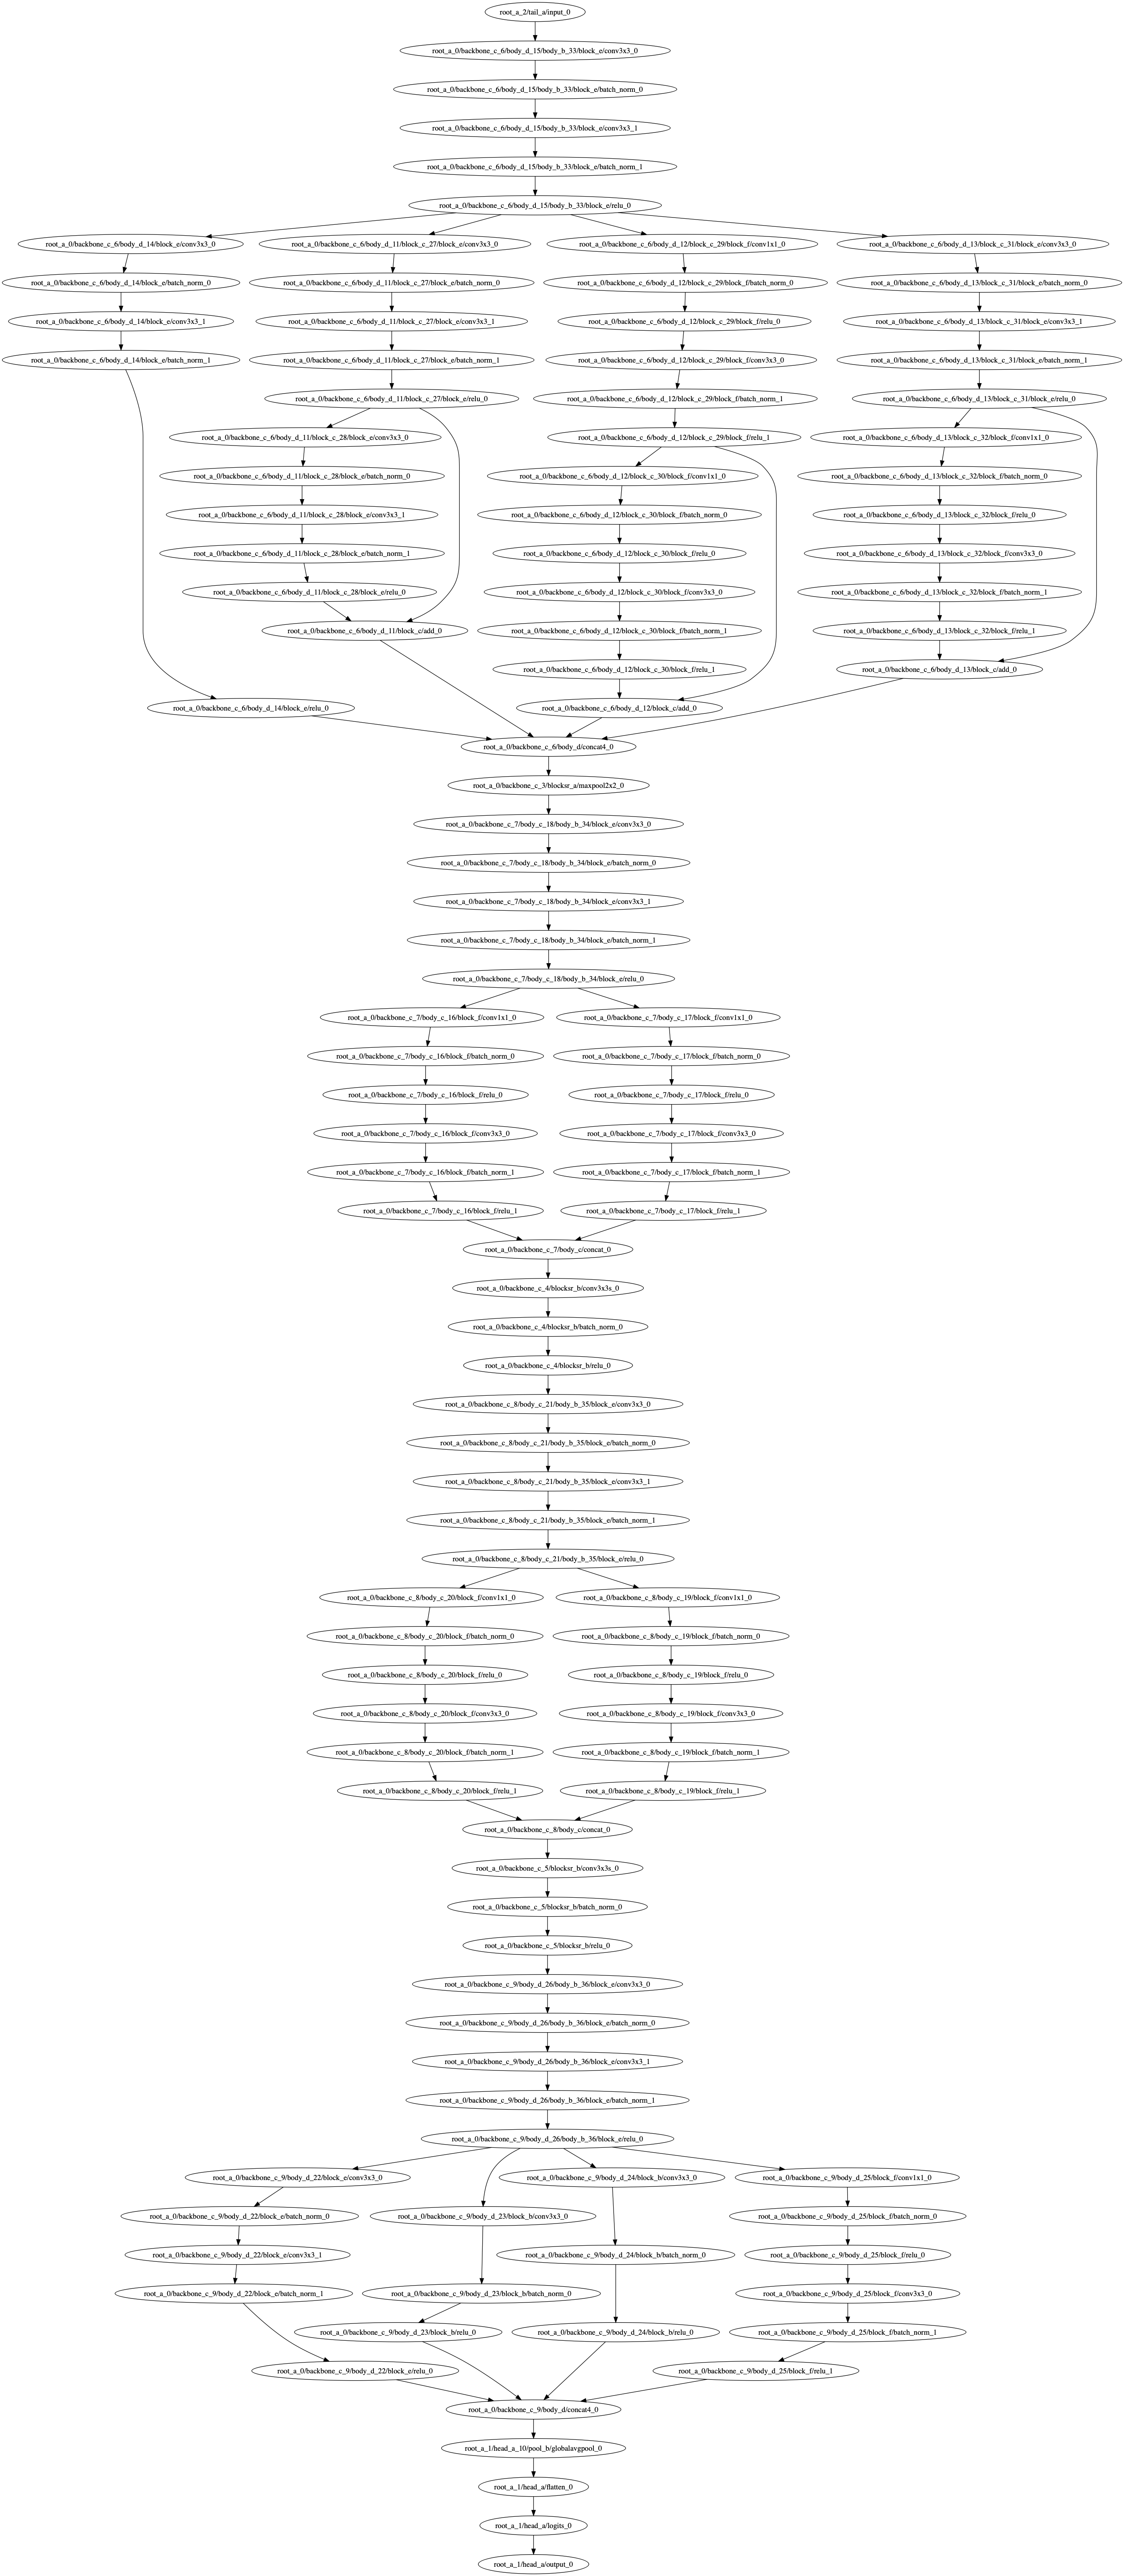 root_a_2/tail_a/input_0
root_a_0/backbone_c_6/body_d_15/body_b_33/block_e/conv3x3_0
root_a_0/backbone_c_6/body_d_15/body_b_33/block_e/batch_norm_0
root_a_0/backbone_c_6/body_d_15/body_b_33/block_e/conv3x3_1
root_a_0/backbone_c_6/body_d_15/body_b_33/block_e/batch_norm_1
root_a_0/backbone_c_6/body_d_15/body_b_33/block_e/relu_0
root_a_0/backbone_c_6/body_d_14/block_e/conv3x3_0
root_a_0/backbone_c_6/body_d_11/block_c_27/block_e/conv3x3_0
root_a_0/backbone_c_6/body_d_12/block_c_29/block_f/conv1x1_0
root_a_0/backbone_c_6/body_d_13/block_c_31/block_e/conv3x3_0
root_a_0/backbone_c_6/body_d_14/block_e/batch_norm_0
root_a_0/backbone_c_6/body_d_11/block_c_27/block_e/batch_norm_0
root_a_0/backbone_c_6/body_d_12/block_c_29/block_f/batch_norm_0
root_a_0/backbone_c_6/body_d_13/block_c_31/block_e/batch_norm_0
root_a_0/backbone_c_6/body_d_14/block_e/conv3x3_1
root_a_0/backbone_c_6/body_d_11/block_c_27/block_e/conv3x3_1
root_a_0/backbone_c_6/body_d_12/block_c_29/block_f/relu_0
root_a_0/backbone_c_6/body_d_13/block_c_31/block_e/conv3x3_1
root_a_0/backbone_c_6/body_d_14/block_e/batch_norm_1
root_a_0/backbone_c_6/body_d_11/block_c_27/block_e/batch_norm_1
root_a_0/backbone_c_6/body_d_12/block_c_29/block_f/conv3x3_0
root_a_0/backbone_c_6/body_d_13/block_c_31/block_e/batch_norm_1
root_a_0/backbone_c_6/body_d_11/block_c_27/block_e/relu_0
root_a_0/backbone_c_6/body_d_12/block_c_29/block_f/batch_norm_1
root_a_0/backbone_c_6/body_d_13/block_c_31/block_e/relu_0
root_a_0/backbone_c_6/body_d_11/block_c_28/block_e/conv3x3_0
root_a_0/backbone_c_6/body_d_12/block_c_29/block_f/relu_1
root_a_0/backbone_c_6/body_d_13/block_c_32/block_f/conv1x1_0
root_a_0/backbone_c_6/body_d_11/block_c_28/block_e/batch_norm_0
root_a_0/backbone_c_6/body_d_12/block_c_30/block_f/conv1x1_0
root_a_0/backbone_c_6/body_d_13/block_c_32/block_f/batch_norm_0
root_a_0/backbone_c_6/body_d_11/block_c_28/block_e/conv3x3_1
root_a_0/backbone_c_6/body_d_12/block_c_30/block_f/batch_norm_0
root_a_0/backbone_c_6/body_d_13/block_c_32/block_f/relu_0
root_a_0/backbone_c_6/body_d_11/block_c_28/block_e/batch_norm_1
root_a_0/backbone_c_6/body_d_12/block_c_30/block_f/relu_0
root_a_0/backbone_c_6/body_d_13/block_c_32/block_f/conv3x3_0
root_a_0/backbone_c_6/body_d_11/block_c_28/block_e/relu_0
root_a_0/backbone_c_6/body_d_12/block_c_30/block_f/conv3x3_0
root_a_0/backbone_c_6/body_d_13/block_c_32/block_f/batch_norm_1
root_a_0/backbone_c_6/body_d_11/block_c/add_0
root_a_0/backbone_c_6/body_d_12/block_c_30/block_f/batch_norm_1
root_a_0/backbone_c_6/body_d_13/block_c_32/block_f/relu_1
root_a_0/backbone_c_6/body_d_12/block_c_30/block_f/relu_1
root_a_0/backbone_c_6/body_d_13/block_c/add_0
root_a_0/backbone_c_6/body_d_14/block_e/relu_0
root_a_0/backbone_c_6/body_d_12/block_c/add_0
root_a_0/backbone_c_6/body_d/concat4_0
root_a_0/backbone_c_3/blocksr_a/maxpool2x2_0
root_a_0/backbone_c_7/body_c_18/body_b_34/block_e/conv3x3_0
root_a_0/backbone_c_7/body_c_18/body_b_34/block_e/batch_norm_0
root_a_0/backbone_c_7/body_c_18/body_b_34/block_e/conv3x3_1
root_a_0/backbone_c_7/body_c_18/body_b_34/block_e/batch_norm_1
root_a_0/backbone_c_7/body_c_18/body_b_34/block_e/relu_0
root_a_0/backbone_c_7/body_c_16/block_f/conv1x1_0
root_a_0/backbone_c_7/body_c_17/block_f/conv1x1_0
root_a_0/backbone_c_7/body_c_16/block_f/batch_norm_0
root_a_0/backbone_c_7/body_c_17/block_f/batch_norm_0
root_a_0/backbone_c_7/body_c_16/block_f/relu_0
root_a_0/backbone_c_7/body_c_17/block_f/relu_0
root_a_0/backbone_c_7/body_c_16/block_f/conv3x3_0
root_a_0/backbone_c_7/body_c_17/block_f/conv3x3_0
root_a_0/backbone_c_7/body_c_16/block_f/batch_norm_1
root_a_0/backbone_c_7/body_c_17/block_f/batch_norm_1
root_a_0/backbone_c_7/body_c_16/block_f/relu_1
root_a_0/backbone_c_7/body_c_17/block_f/relu_1
root_a_0/backbone_c_7/body_c/concat_0
root_a_0/backbone_c_4/blocksr_b/conv3x3s_0
root_a_0/backbone_c_4/blocksr_b/batch_norm_0
root_a_0/backbone_c_4/blocksr_b/relu_0
root_a_0/backbone_c_8/body_c_21/body_b_35/block_e/conv3x3_0
root_a_0/backbone_c_8/body_c_21/body_b_35/block_e/batch_norm_0
root_a_0/backbone_c_8/body_c_21/body_b_35/block_e/conv3x3_1
root_a_0/backbone_c_8/body_c_21/body_b_35/block_e/batch_norm_1
root_a_0/backbone_c_8/body_c_21/body_b_35/block_e/relu_0
root_a_0/backbone_c_8/body_c_20/block_f/conv1x1_0
root_a_0/backbone_c_8/body_c_19/block_f/conv1x1_0
root_a_0/backbone_c_8/body_c_20/block_f/batch_norm_0
root_a_0/backbone_c_8/body_c_19/block_f/batch_norm_0
root_a_0/backbone_c_8/body_c_20/block_f/relu_0
root_a_0/backbone_c_8/body_c_19/block_f/relu_0
root_a_0/backbone_c_8/body_c_20/block_f/conv3x3_0
root_a_0/backbone_c_8/body_c_19/block_f/conv3x3_0
root_a_0/backbone_c_8/body_c_20/block_f/batch_norm_1
root_a_0/backbone_c_8/body_c_19/block_f/batch_norm_1
root_a_0/backbone_c_8/body_c_20/block_f/relu_1
root_a_0/backbone_c_8/body_c_19/block_f/relu_1
root_a_0/backbone_c_8/body_c/concat_0
root_a_0/backbone_c_5/blocksr_b/conv3x3s_0
root_a_0/backbone_c_5/blocksr_b/batch_norm_0
root_a_0/backbone_c_5/blocksr_b/relu_0
root_a_0/backbone_c_9/body_d_26/body_b_36/block_e/conv3x3_0
root_a_0/backbone_c_9/body_d_26/body_b_36/block_e/batch_norm_0
root_a_0/backbone_c_9/body_d_26/body_b_36/block_e/conv3x3_1
root_a_0/backbone_c_9/body_d_26/body_b_36/block_e/batch_norm_1
root_a_0/backbone_c_9/body_d_26/body_b_36/block_e/relu_0
root_a_0/backbone_c_9/body_d_22/block_e/conv3x3_0
root_a_0/backbone_c_9/body_d_24/block_b/conv3x3_0
root_a_0/backbone_c_9/body_d_25/block_f/conv1x1_0
root_a_0/backbone_c_9/body_d_22/block_e/batch_norm_0
root_a_0/backbone_c_9/body_d_23/block_b/conv3x3_0
root_a_0/backbone_c_9/body_d_25/block_f/batch_norm_0
root_a_0/backbone_c_9/body_d_22/block_e/conv3x3_1
root_a_0/backbone_c_9/body_d_24/block_b/batch_norm_0
root_a_0/backbone_c_9/body_d_25/block_f/relu_0
root_a_0/backbone_c_9/body_d_22/block_e/batch_norm_1
root_a_0/backbone_c_9/body_d_23/block_b/batch_norm_0
root_a_0/backbone_c_9/body_d_25/block_f/conv3x3_0
root_a_0/backbone_c_9/body_d_23/block_b/relu_0
root_a_0/backbone_c_9/body_d_24/block_b/relu_0
root_a_0/backbone_c_9/body_d_25/block_f/batch_norm_1
root_a_0/backbone_c_9/body_d_22/block_e/relu_0
root_a_0/backbone_c_9/body_d_25/block_f/relu_1
root_a_0/backbone_c_9/body_d/concat4_0
root_a_1/head_a_10/pool_b/globalavgpool_0
root_a_1/head_a/flatten_0
root_a_1/head_a/logits_0
root_a_1/head_a/output_0